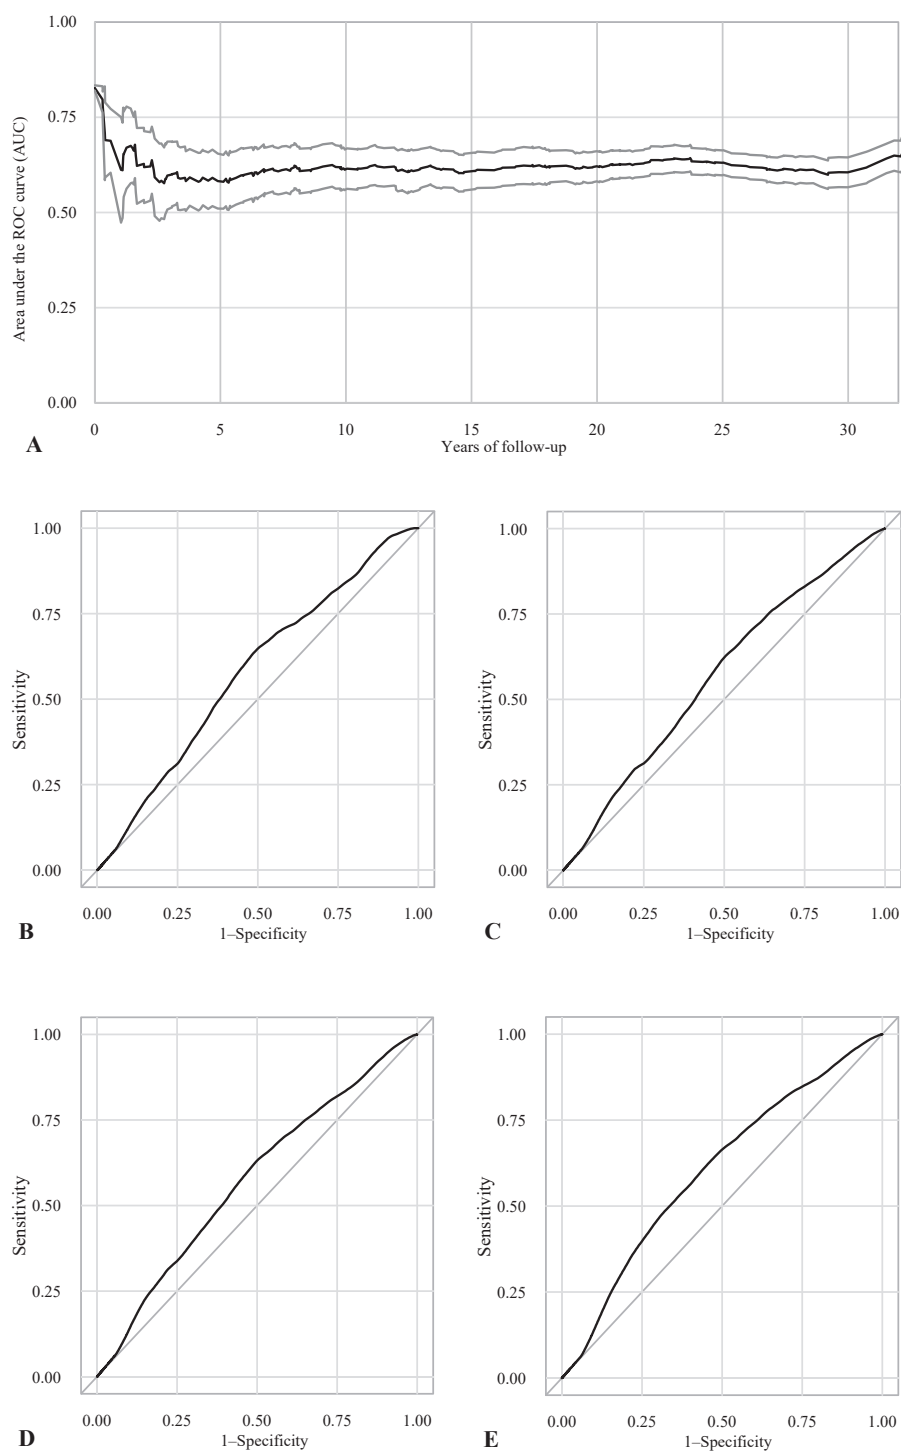 1.00
0.75
0.50
0.25
0.00
Area under the ROC curve (AUC)
0 5 10 15 20 25 30
Years of follow-up
A
1.00
0.75
0.50
0.25
0.00
Sensitivity
0.00 0.25 0.50 0.75 1.00
1–Specificity
B
1.00
0.75
0.50
0.25
0.00
Sensitivity
0.00 0.25 0.50 0.75 1.00
1–Specificity
C
1.00
0.75
0.50
0.25
0.00
Sensitivity
0.00 0.25 0.50 0.75 1.00
1–Specificity
D
1.00
0.75
0.50
0.25
0.00
Sensitivity
0.00 0.25 0.50 0.75 1.00
1–Specificity
E